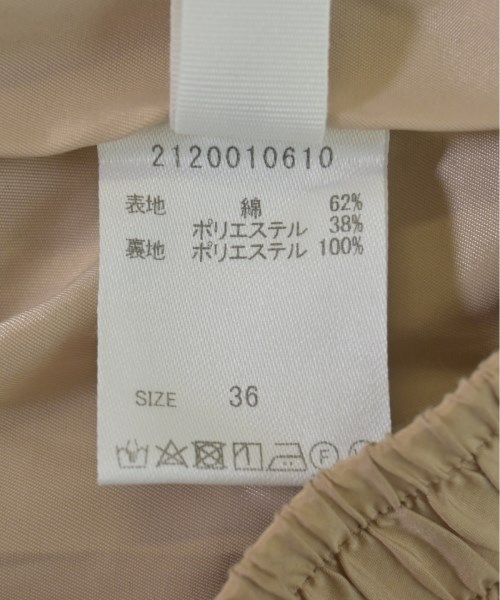 2120010610
表地 綿 62%
ポリエステル 38%
裏地 ポリエステル 100%
SIZE 36
F